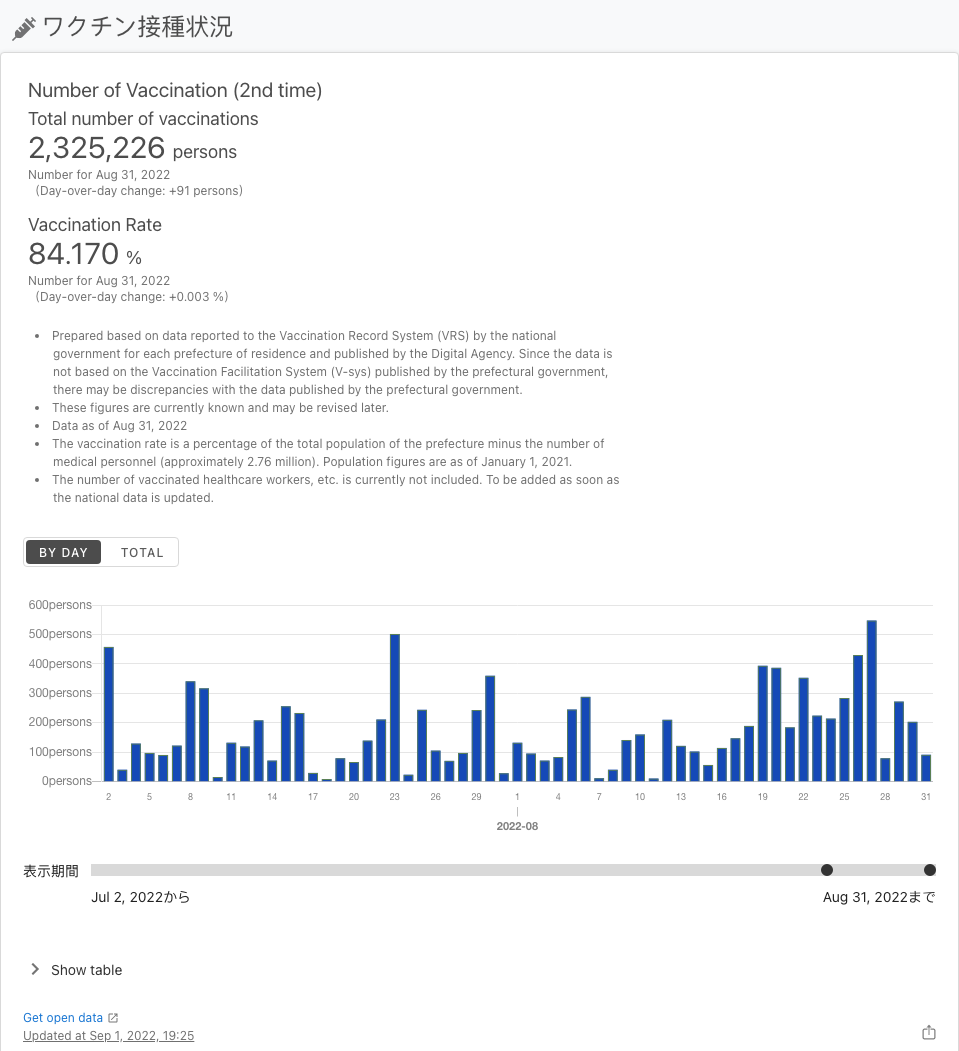 ワクチン接種状況
Number of Vaccination (2nd time)
Total number of vaccinations
2,325,226 persons
Number for Aug 31, 2022
(Day-over-day change: +91 persons)
Vaccination Rate
84.170 %
Number for Aug 31, 2022
(Day-over-day change: +0.003 %)
• Prepared based on data reported to the Vaccination Record System (VRS) by the national
government for each prefecture of residence and published by the Digital Agency. Since the data is
not based on the Vaccination Facilitation System (V-sys) published by the prefectural government,
there may be discrepancies with the data published by the prefectural government.
• These figures are currently known and may be revised later.
• Data as of Aug 31, 2022
• The vaccination rate is a percentage of the total population of the prefecture minus the number of
medical personnel (approximately 2.76 million). Population figures are as of January 1, 2021.
• The number of vaccinated healthcare workers, etc. is currently not included. To be added as soon as
the national data is updated.
BY DAY TOTAL
600persons
500persons
400persons
300persons
200persons
100persons
0persons
2 5 8 11 14 17 20 23 26 29 1 4 7 10 13 16 19 22 25 28 31
2022-08
表示期間
Jul 2, 2022から Aug 31, 2022まで
Show table
Get open data
Updated at Sep 1, 2022, 19:25